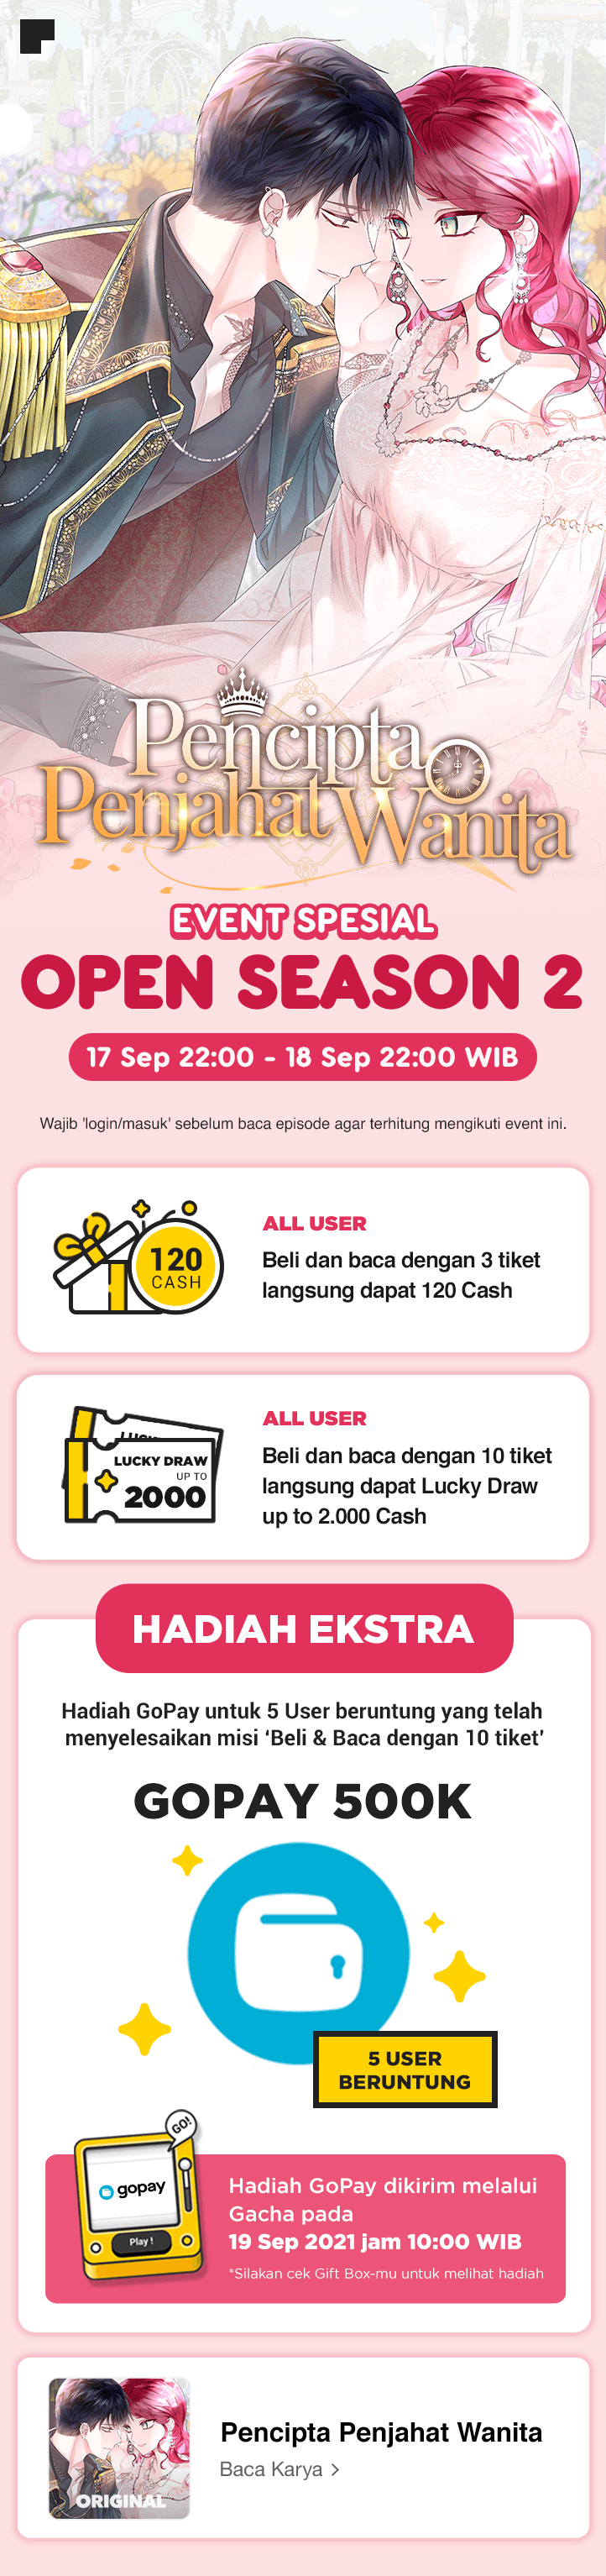 Pencipta
Penjahat Wanita
EVENT SPESIAL
OPEN SEASON 2
17 Sep 22:00 - 18 Sep 22:00 WIB
Wajib 'login/masuk' sebelum baca episode agar terhitung mengikuti event ini.
120
CASH
ALL USER
Beli dan baca dengan 3 tiket
langsung dapat 120 Cash
LUCKY DRAW
UP TO
2000
ALL USER
Beli dan baca dengan 10 tiket
langsung dapat Lucky Draw
up to 2.000 Cash
HADIAH EKSTRA
Hadiah GoPay untuk 5 User beruntung yang telah
menyelesaikan misi ‘Beli & Baca dengan 10 tiket’
GOPAY 500K
5 USER
BERUNTUNG
GO!
gopay
Play !
Hadiah GoPay dikirim melalui
Gacha pada
19 Sep 2021 jam 10:00 WIB
*Silakan cek Gift Box-mu untuk melihat hadiah
ORIGINAL
Pencipta Penjahat Wanita
Baca Karya >